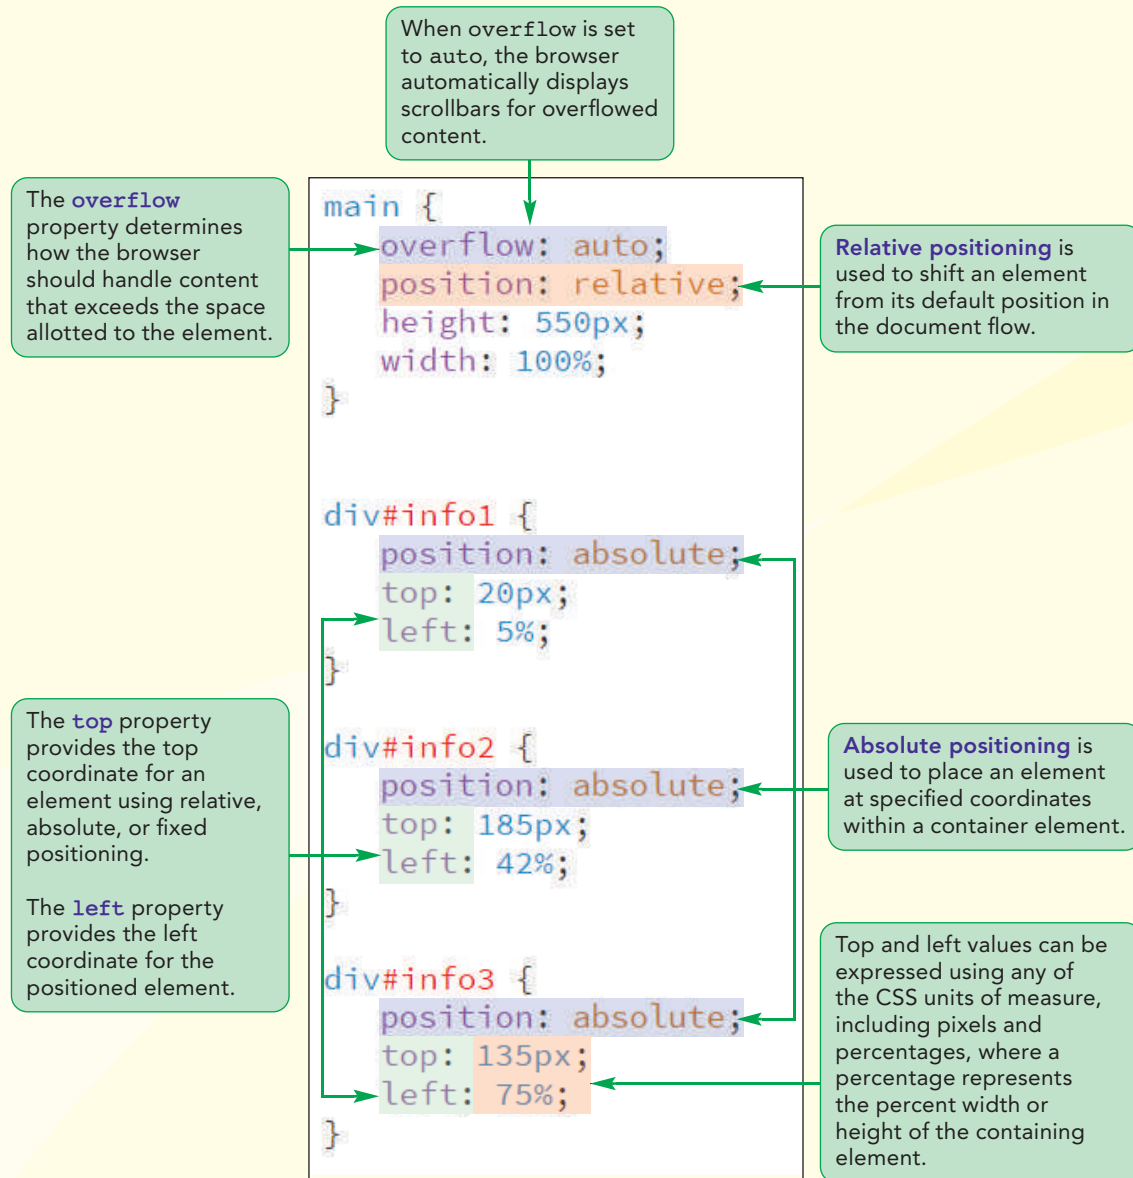 When overflow is set
to auto, the browser
automatically displays
scrollbars for overflowed
content.
The overflow
property determines
how the browser
should handle content
that exceeds the space
allotted to the element.
main {
overflow: auto;
position: relative;
height: 550px;
width: 100%;
}
Relative positioning is
used to shift an element
from its default position in
the document flow.
div#info1 {
position: absolute;
top: 20px;
left: 5%;
}
The top property
provides the top
coordinate for an
element using relative,
absolute, or fixed
positioning.
The left property
provides the left
coordinate for the
positioned element.
div#info2 {
position: absolute;
top: 185px;
left: 42%;
}
Absolute positioning is
used to place an element
at specified coordinates
within a container element.
div#info3 {
position: absolute;
top: 135px;
left: 75%;
}
Top and left values can be
expressed using any of
the CSS units of measure,
including pixels and
percentages, where a
percentage represents
the percent width or
height of the containing
element.